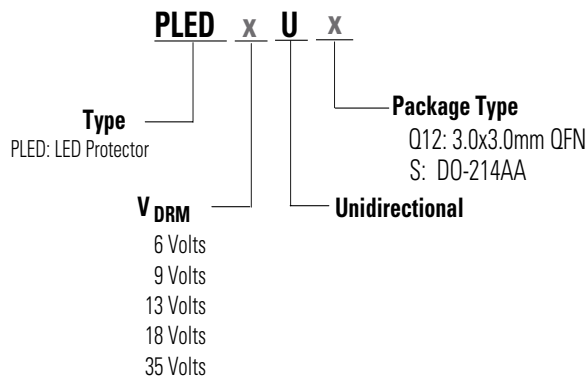 PLED x U x
Type
PLED: LED Protector
Package Type
Q12: 3.0x3.0mm QFN
S: DO-214AA
V DRM
6 Volts
9 Volts
13 Volts
18 Volts
35 Volts
Unidirectional